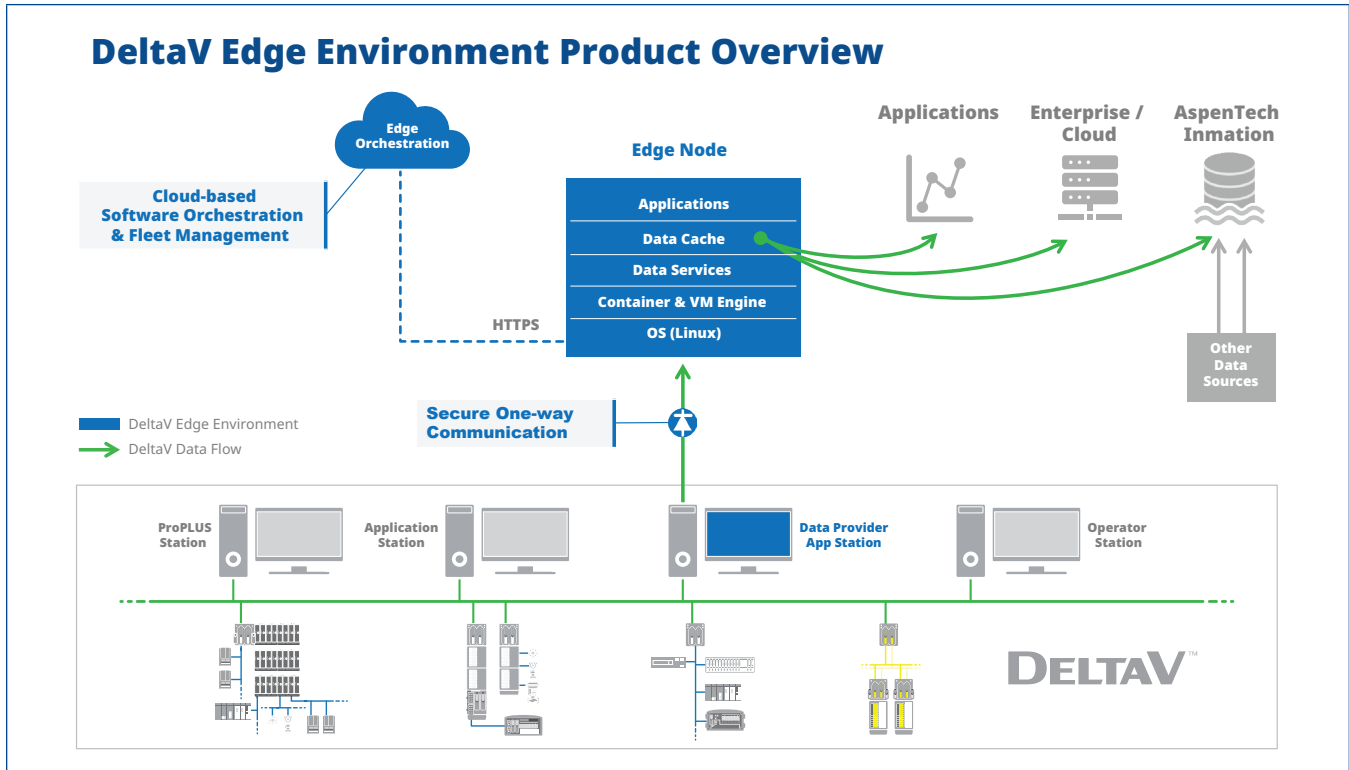 DeltaV Edge Environment Product Overview
Edge
Orchestration
Cloud-based
Software Orchestration
& Fleet Management
HTTPS
Edge Node
Applications
Data Cache
Data Services
Container & VM Engine
OS (Linux)
Applications
Enterprise /
Cloud
AspenTech
Inmation
Other
Data
Sources
Secure One-way
Communication
DeltaV Edge Environment
DeltaV Data Flow
ProPLUS
Station
Application
Station
Data Provider
App Station
Operator
Station
DELTAV™